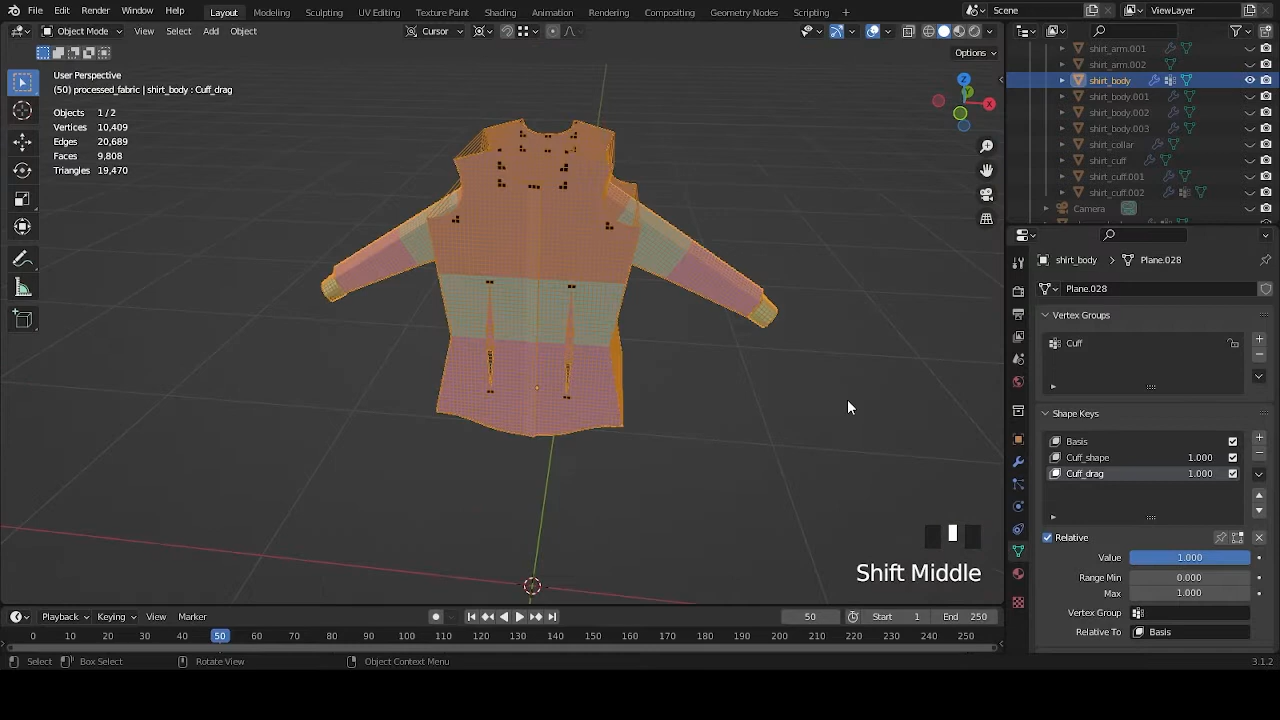 File Edit Render Window Help Layout Modeling Sculpting UV Editing Texture Paint Shading Animation Rendering Compositing Geometry Nodes Scripting + Scene ViewLayer
Object Mode View Select Add Object Cursor
Options
User Perspective
(50) processed_fabric | shirt_body : Cuff_drag
Objects 1/2
Vertices 10,409
Edges 20,689
Faces 9,808
Triangles 19,470
Z
X
shirt_arm.001
shirt_arm.002
shirt_body
shirt_body.001
shirt_body.002
shirt_body.003
shirt_collar
shirt_cuff
shirt_cuff.001
shirt_cuff.002
Camera
shirt_body > Plane.028
Plane.028
Vertex Groups
Cuff
Shape Keys
Basis
Cuff_shape 1.000
Cuff_drag 1.000
Relative
Value 1.000
Range Min 0.000
Max 1.000
Vertex Group
Relative To Basis
Shift Middle
Playback Keying View Marker 50 Start 1 End 250
0 10 20 30 40 50 60 70 80 90 100 110 120 130 140 150 160 170 180 190 200 210 220 230 240 250
Select Box Select Rotate View Object Context Menu 3.1.2